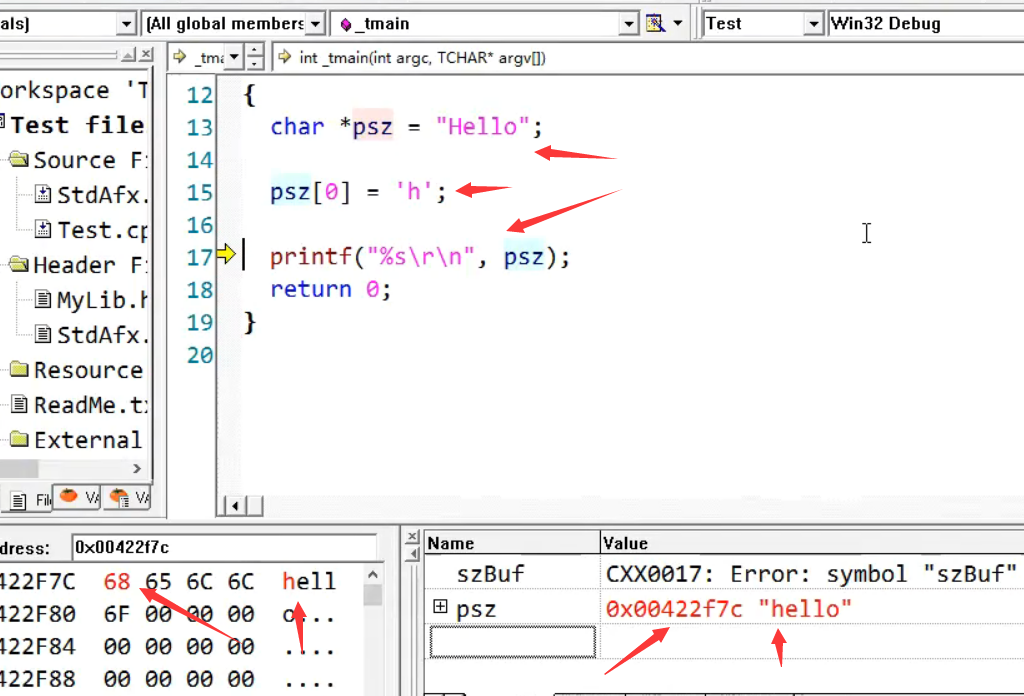 als)
(All global members
_tmain
Test
Win32 Debug
_tma
int _tmain(int argc, TCHAR* argv[])
orkspace 'T
Test file
Source Fi
StdAfx.
Test.cp
Header Fi
MyLib.h
StdAfx.
Resource
ReadMe.tx
External
File
VA
VA
12 {
13 char *psz = "Hello";
14
15 psz[0] = 'h';
16
17 printf("%s\r\n", psz);
18 return 0;
19 }
20
dress: 0x00422f7c
422F7C 68 65 6C 6C hell
422F80 6F 00 00 00 o...
422F84 00 00 00 00 ....
422F88 00 00 00 00 ....
Name Value
szBuf CXX0017: Error: symbol "szBuf"
psz 0x00422f7c "hello"